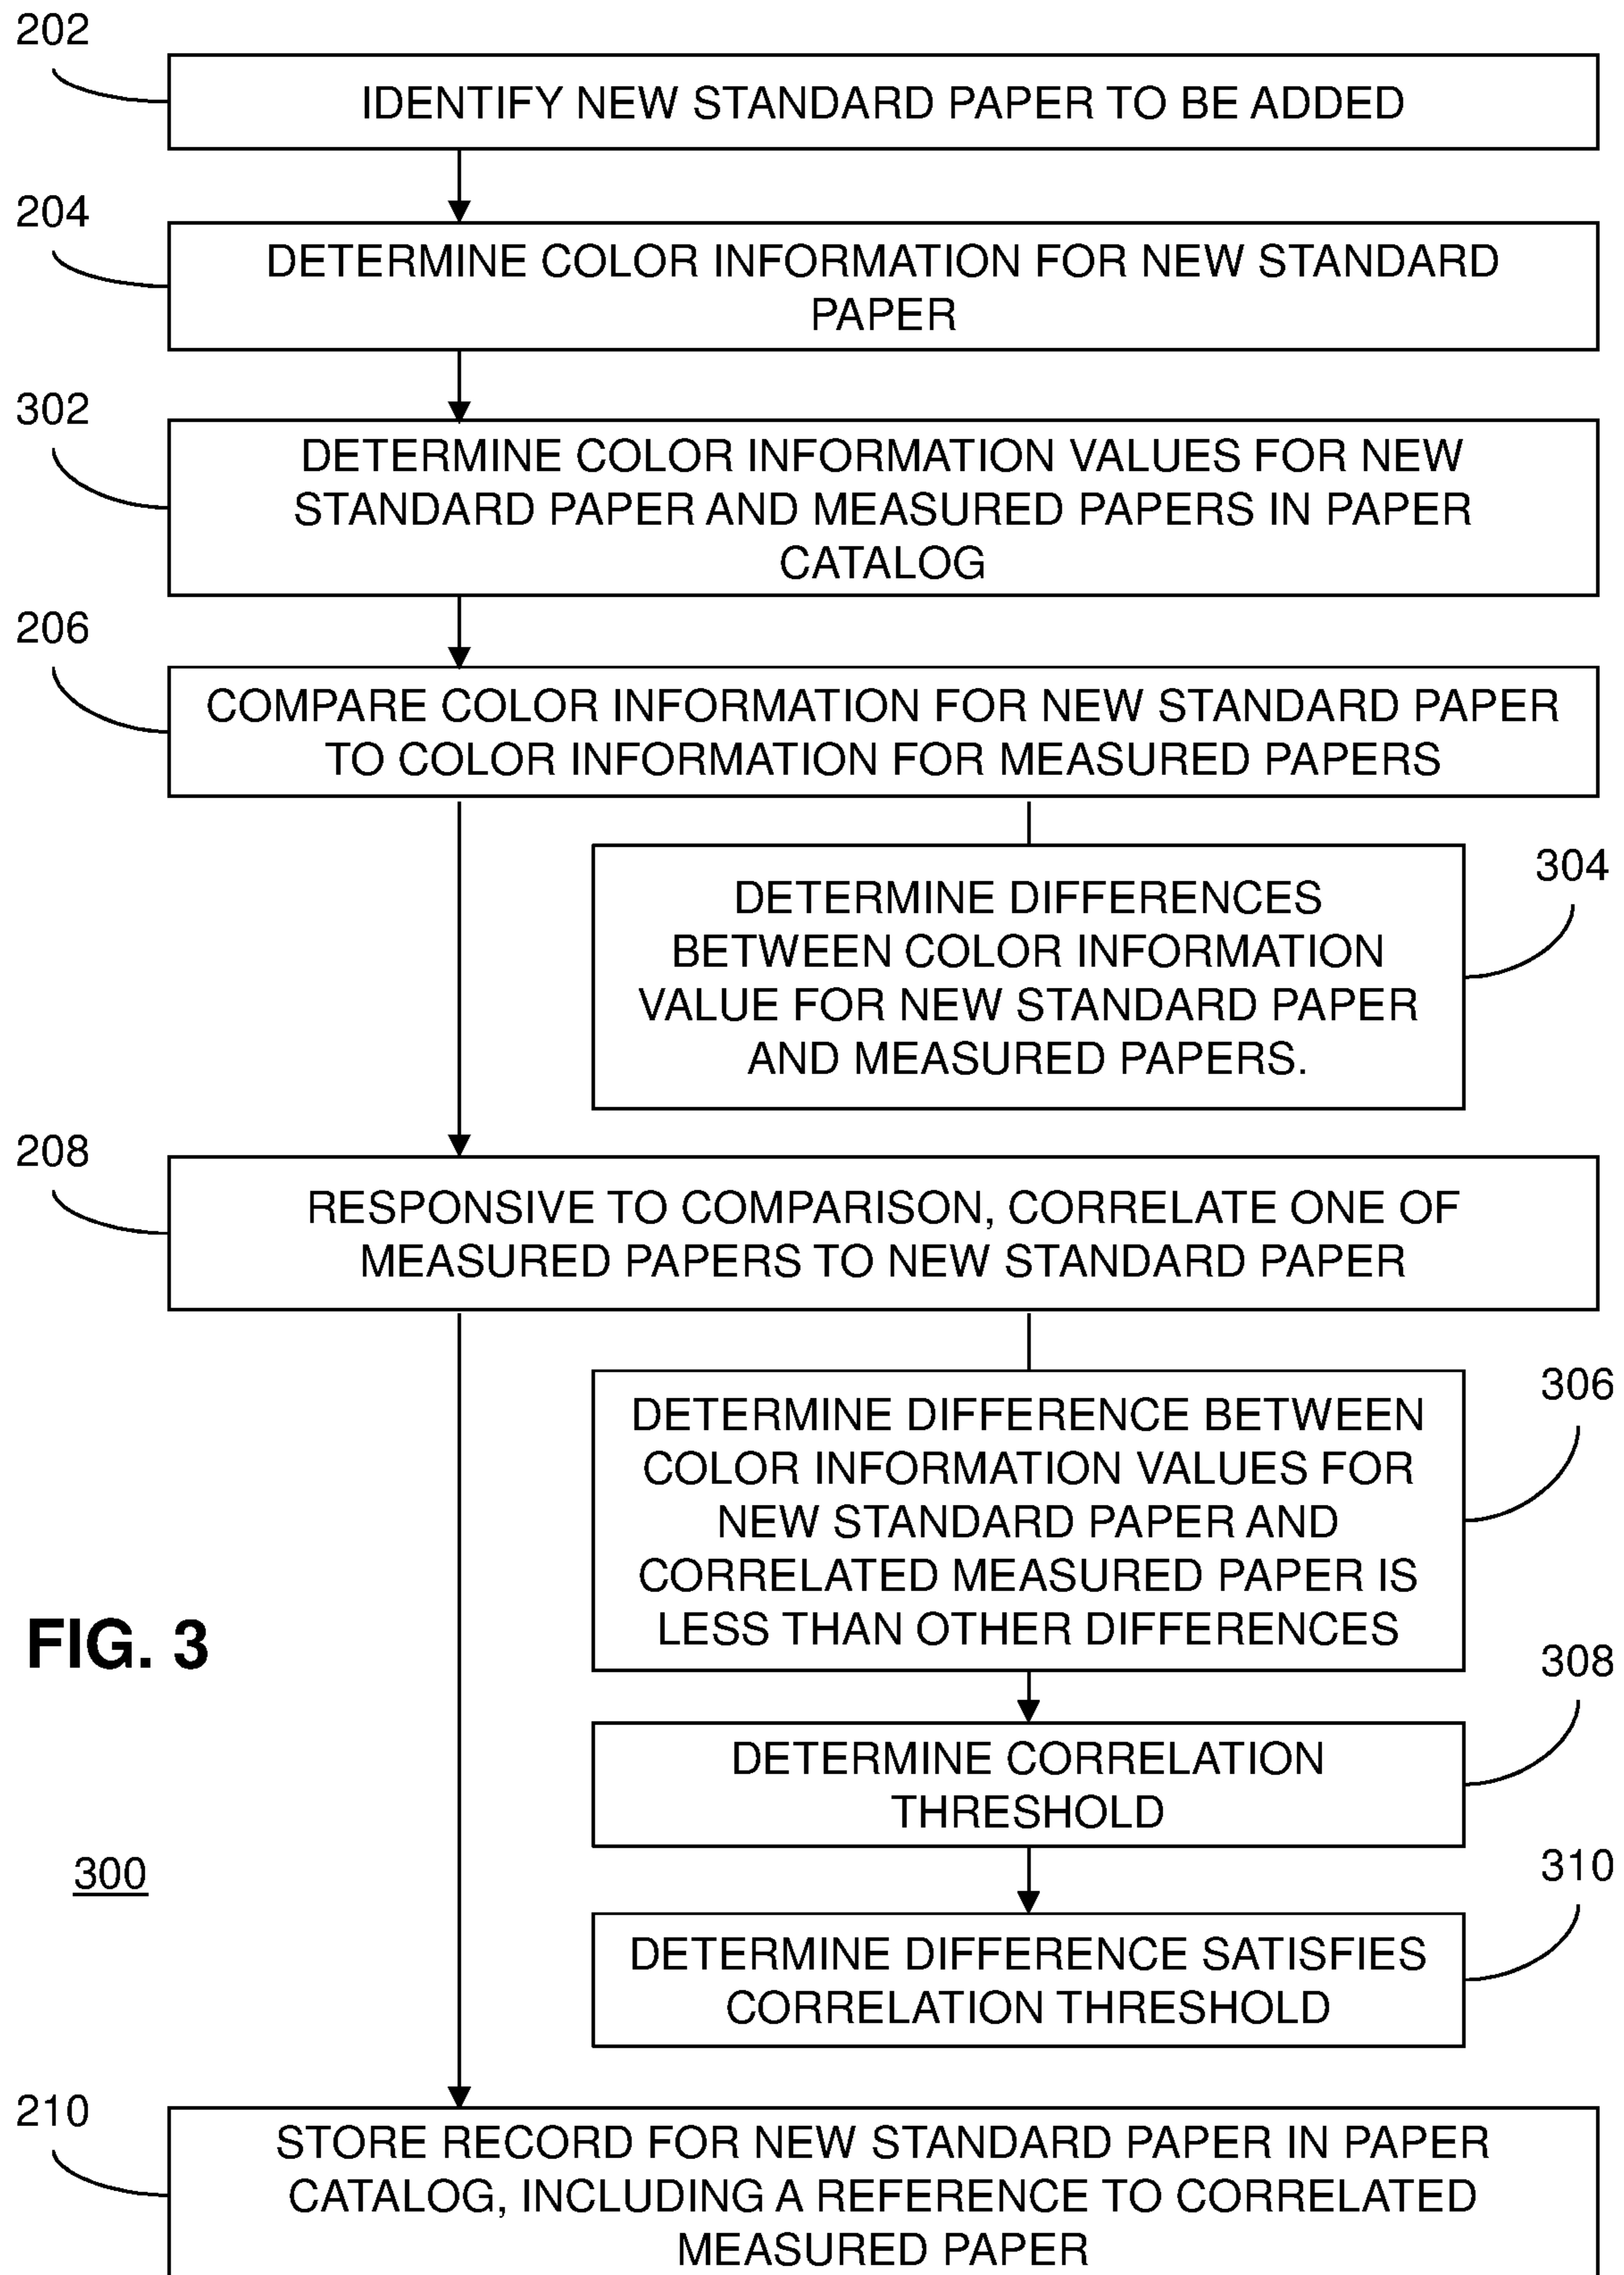 202
IDENTIFY NEW STANDARD PAPER TO BE ADDED
204
DETERMINE COLOR INFORMATION FOR NEW STANDARD
PAPER
302
DETERMINE COLOR INFORMATION VALUES FOR NEW
STANDARD PAPER AND MEASURED PAPERS IN PAPER
CATALOG
206
COMPARE COLOR INFORMATION FOR NEW STANDARD PAPER
TO COLOR INFORMATION FOR MEASURED PAPERS
304
DETERMINE DIFFERENCES
BETWEEN COLOR INFORMATION
VALUE FOR NEW STANDARD PAPER
AND MEASURED PAPERS.
208
RESPONSIVE TO COMPARISON, CORRELATE ONE OF
MEASURED PAPERS TO NEW STANDARD PAPER
306
DETERMINE DIFFERENCE BETWEEN
COLOR INFORMATION VALUES FOR
NEW STANDARD PAPER AND
CORRELATED MEASURED PAPER IS
LESS THAN OTHER DIFFERENCES
FIG. 3
308
DETERMINE CORRELATION
THRESHOLD
300
310
DETERMINE DIFFERENCE SATISFIES
CORRELATION THRESHOLD
210
STORE RECORD FOR NEW STANDARD PAPER IN PAPER
CATALOG, INCLUDING A REFERENCE TO CORRELATED
MEASURED PAPER